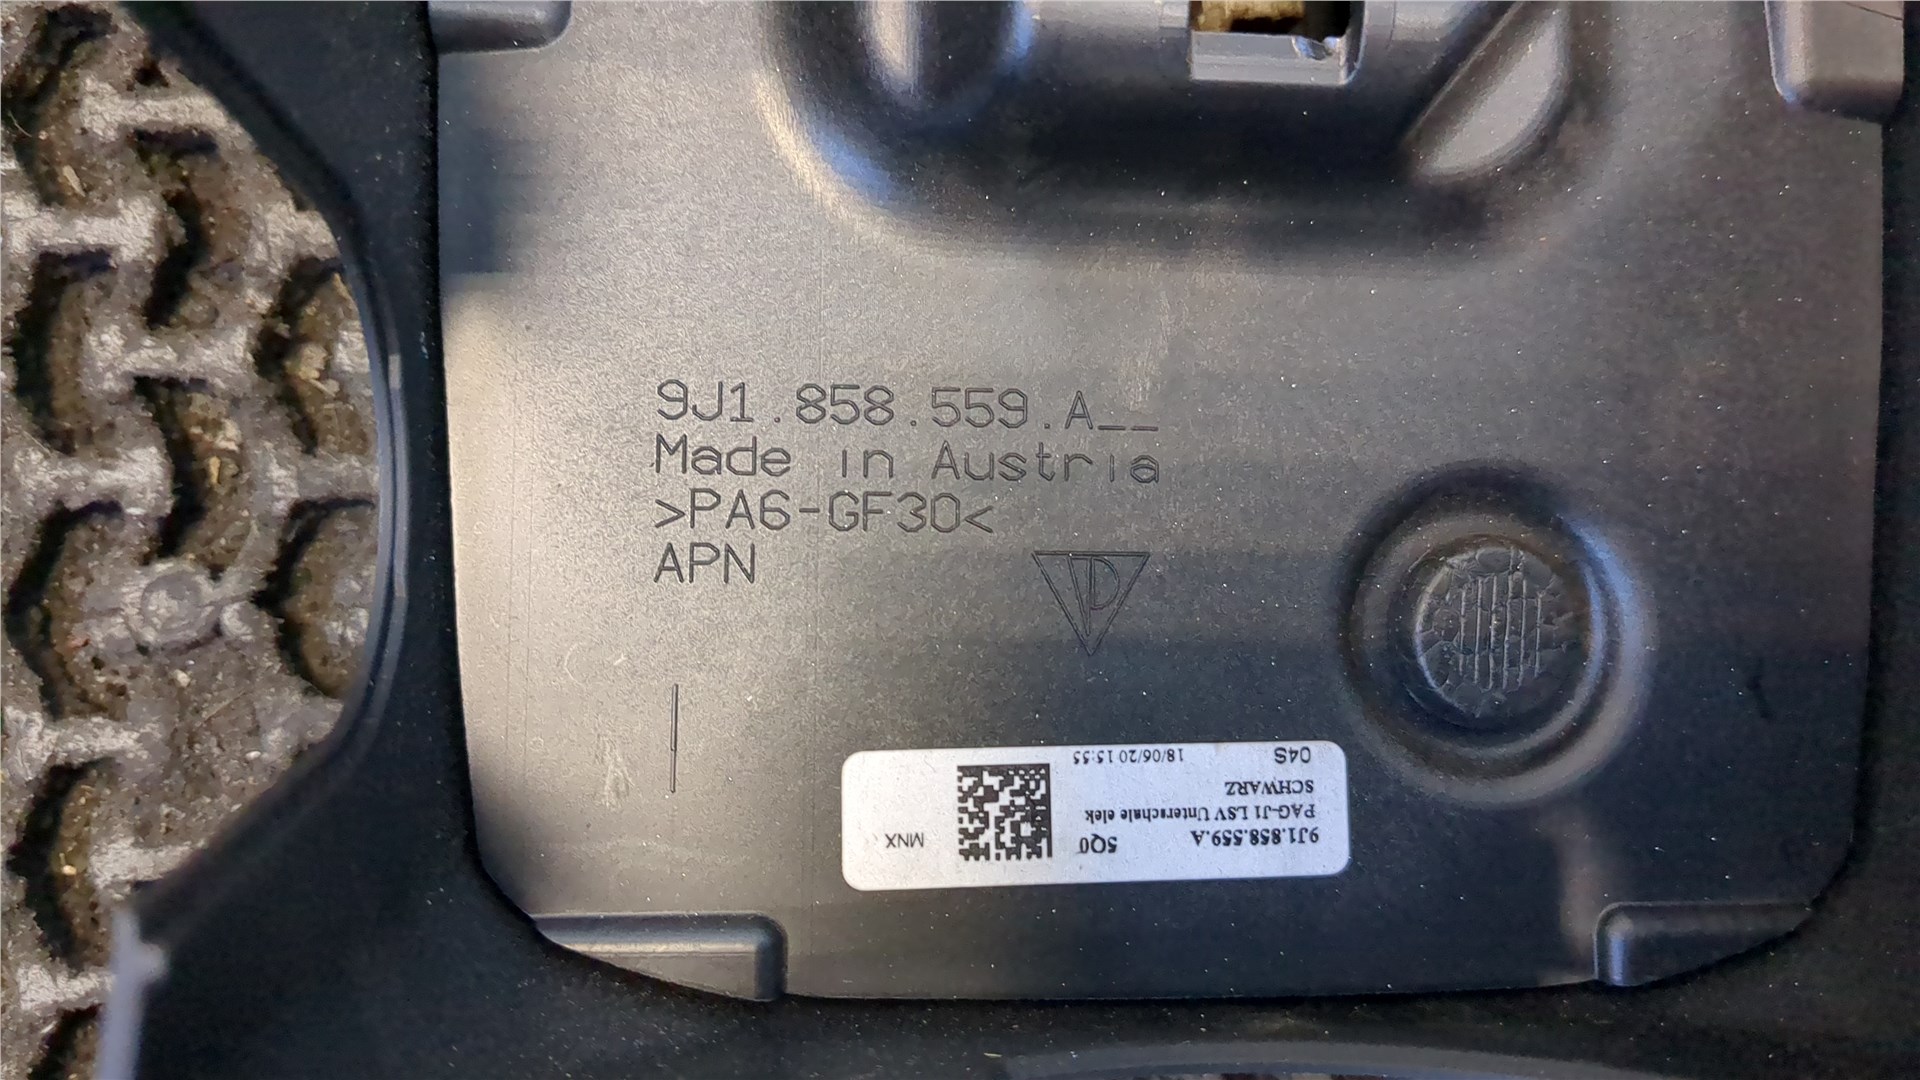 9J1.858.559.A__
Made in Austria
>PA6-GF30<
APN
9J1.858.559.A 5Q0 MNX
PAG-J1 LSV Unterschale elek
SCHWARZ
04S 18/06/20 15:55